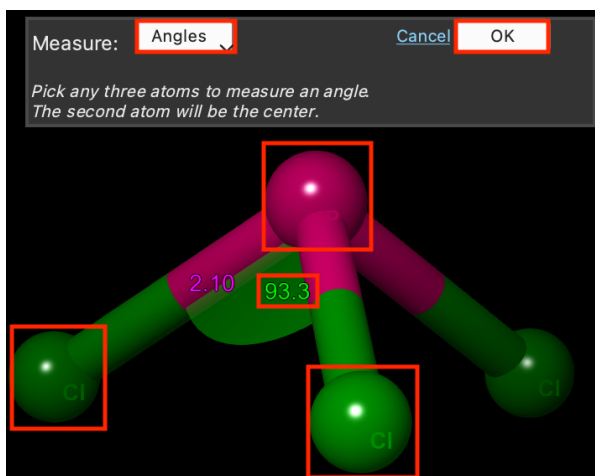 Measure: Angles Cancel OK
Pick any three atoms to measure an angle.
The second atom will be the center.
2.10 93.3
Cl Cl
Cl